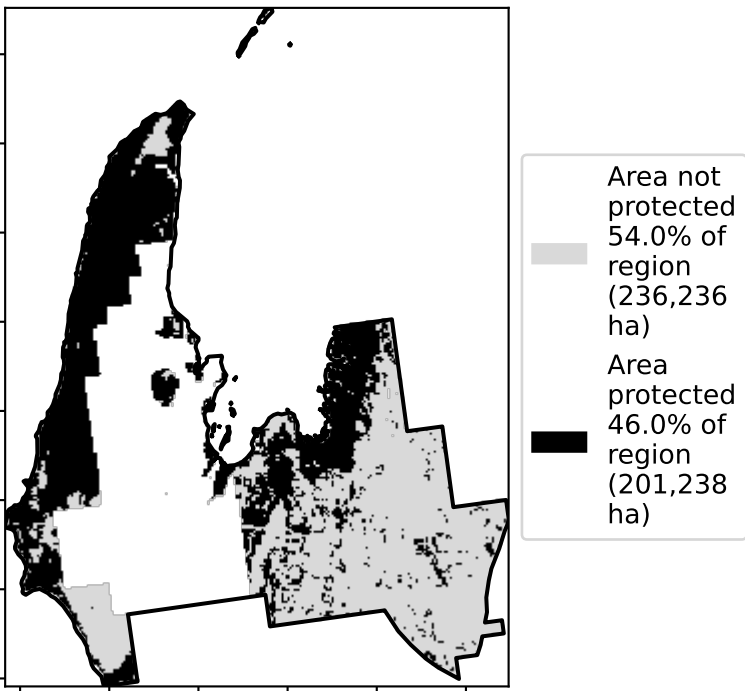 Area not
protected
54.0% of
region
(236,236
ha)
Area
protected
46.0% of
region
(201,238
ha)